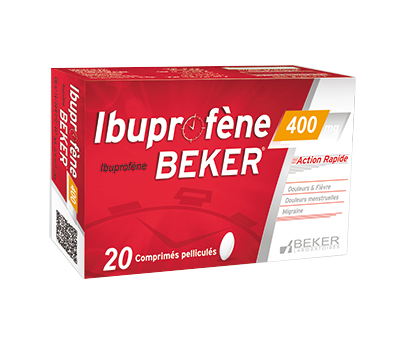 Ibuprofène
400 mg
Ibuprofène
BEKER®
Action Rapide
Douleurs & Fièvre
Douleurs menstruelles
Migraine
20 Comprimés pelliculés
BEKER
LABORATOIRES
Ibuprofène
BEKER
400